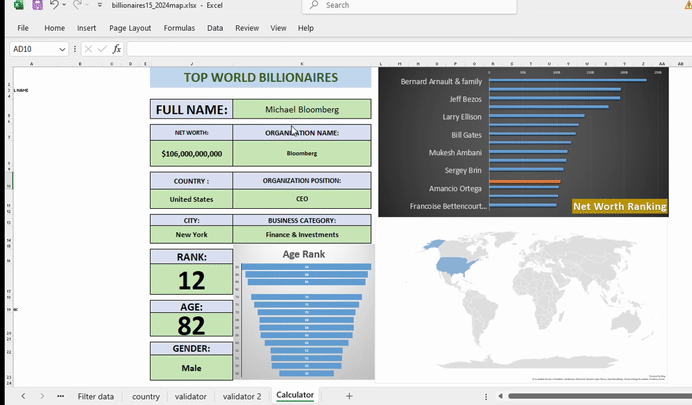 billionaires15_2024map.xlsx - Excel
Search
File Home Insert Page Layout Formulas Data Review View Calculator Help
AD10
fx
TOP WORLD BILLIONAIRES
FULL NAME: Michael Bloomberg
NET WORTH: ORGANIZATION NAME:
$106,000,000,000 Bloomberg
COUNTRY : ORGANIZATION POSITION:
United States CEO
CITY: BUSINESS CATEGORY:
New York Finance & Investments
RANK:
12
AGE:
82
GENDER:
Male
Age Rank
Bernard Arnault & family
Jeff Bezos
Larry Ellison
Bill Gates
Mukesh Ambani
Sergey Brin
Amancio Ortega
Francoise Bettencourt...
Net Worth Ranking
Filter data country validator validator 2 Calculator